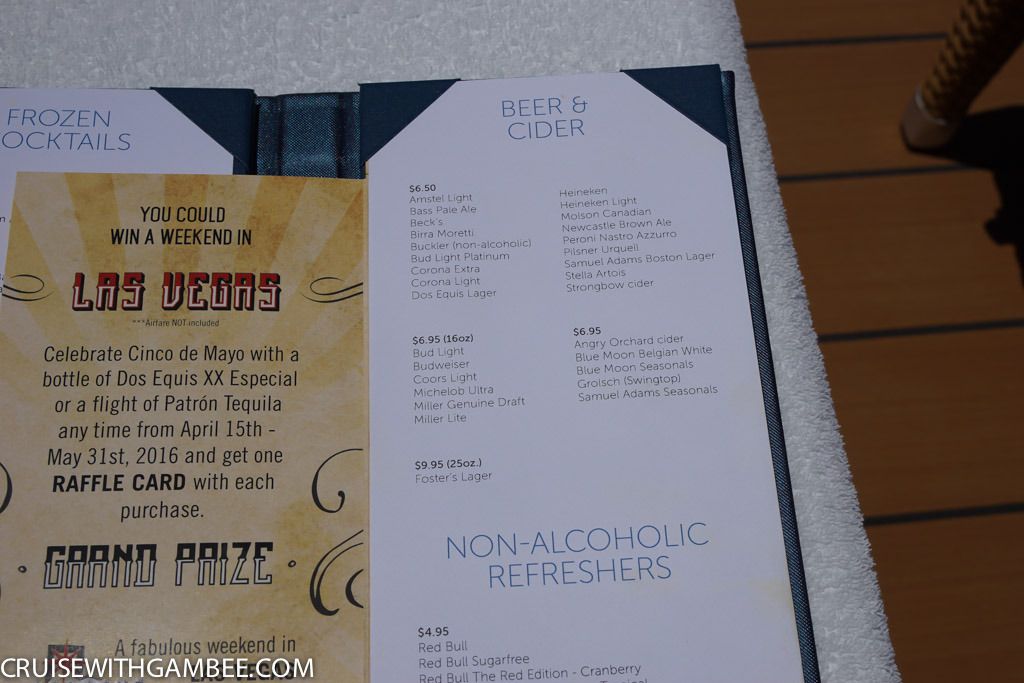 FROZEN
OCKTAILS
YOU COULD
WIN A WEEKEND IN
LAS VEGAS
***Airfare NOT included
Celebrate Cinco de Mayo with a
bottle of Dos Equis XX Especial
or a flight of Patrón Tequila
any time from April 15th -
May 31st, 2016 and get one
RAFFLE CARD with each
purchase.
· GRAND PRIZE ·
A fabulous weekend in
LAS VEGAS
BEER &
CIDER
$6.50
Amstel Light
Bass Pale Ale
Beck's
Birra Moretti
Buckler (non-alcoholic)
Bud Light Platinum
Corona Extra
Corona Light
Dos Equis Lager
Heineken
Heineken Light
Molson Canadian
Newcastle Brown Ale
Peroni Nastro Azzurro
Pilsner Urquell
Samuel Adams Boston Lager
Stella Artois
Strongbow cider
$6.95 (16oz)
Bud Light
Budweiser
Coors Light
Michelob Ultra
Miller Genuine Draft
Miller Lite
$6.95
Angry Orchard cider
Blue Moon Belgian White
Blue Moon Seasonals
Grolsch (Swingtop)
Samuel Adams Seasonals
$9.95 (25oz.)
Foster's Lager
NON-ALCOHOLIC
REFRESHERS
$4.95
Red Bull
Red Bull Sugarfree
Red Bull The Red Edition - Cranberry
CRUISEWITHGAMBEE.COM